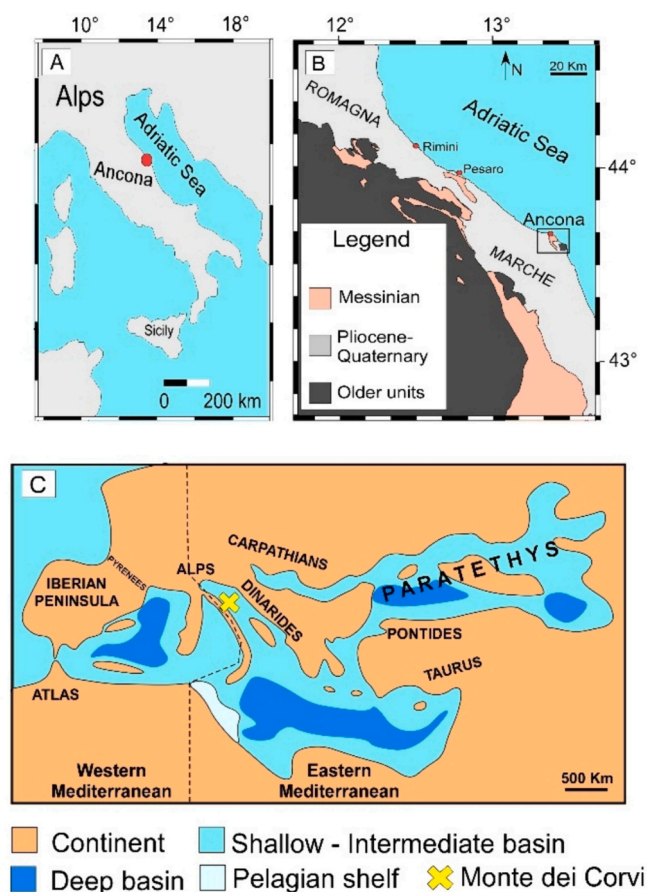 10° 14° 18°
A
Alps
Adriatic Sea
Ancona
Sicily
0 200 km
12° 13°
B
N
20 Km
ROMAGNA
Adriatic Sea
Rimini
Pesaro
44°
Ancona
MARCHE
Legend
Messinian
Pliocene-
Quaternary
Older units
43°
C
CARPATHIANS
PYRENEES
ALPS
IBERIAN
PENINSULA
DINARIDES
PARATETHYS
PONTIDES
TAURUS
ATLAS
Western
Mediterranean
Eastern
Mediterranean
500 Km
Continent
Shallow - Intermediate basin
Deep basin
Pelagian shelf
Monte dei Corvi